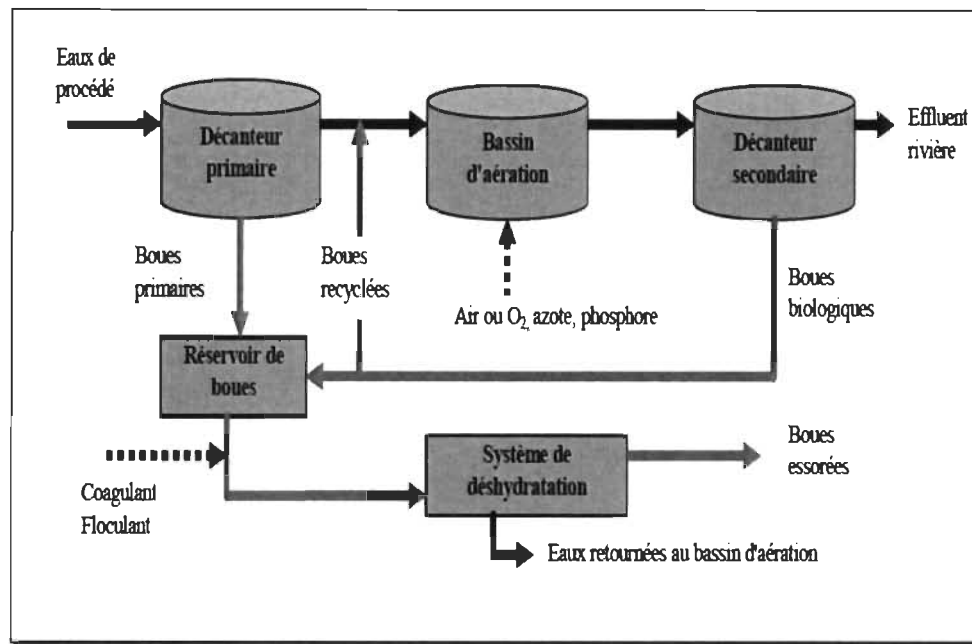 Eaux de
procédé
Décanteur
primaire
Bassin
d'aération
Décanteur
secondaire
Effluent
rivière
Boues
primaires
Boues
recyclées
Air ou O2, azote, phosphore
Boues
biologiques
Réservoir de
boues
Coagulant
Floculant
Système de
déshydratation
Boues
essorées
Eaux retournées au bassin d'aération